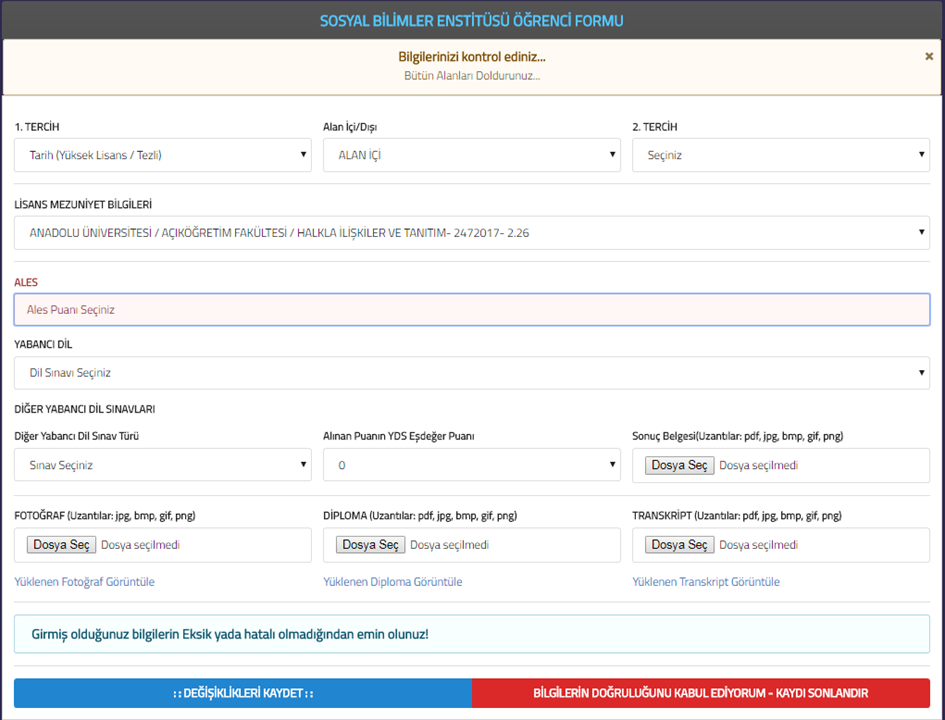 SOSYAL BİLİMLER ENSTİTÜSÜ ÖĞRENCİ FORMU
Bilgilerinizi kontrol ediniz...
×
Bütün Alanları Doldurunuz...
1. TERCİH
Alan İçi/Dışı
2. TERCİH
Tarih (Yüksek Lisans / Tezli)
ALAN İÇİ
Seçiniz
LİSANS MEZUNİYET BİLGİLERİ
ANADOLU ÜNİVERSİTESİ / AÇIKÖĞRETİM FAKÜLTESİ / HALKLA İLİŞKİLER VE TANITIM- 2472017- 2.26
ALES
Ales Puanı Seçiniz
YABANCI DİL
Dil Sınavı Seçiniz
DİĞER YABANCI DİL SINAVLARI
Diğer Yabancı Dil Sınav Türü
Alınan Puanın YDS Eşdeğer Puanı
Sonuç Belgesi(Uzantılar: pdf, jpg, bmp, gif, png)
Sınav Seçiniz
0
Dosya Seç Dosya seçilmedi
FOTOĞRAF (Uzantılar: jpg, bmp, gif, png)
DİPLOMA (Uzantılar: pdf, jpg, bmp, gif, png)
TRANSKRİPT (Uzantılar: pdf, jpg, bmp, gif, png)
Dosya Seç Dosya seçilmedi
Dosya Seç Dosya seçilmedi
Dosya Seç Dosya seçilmedi
Yüklenen Fotoğraf Görüntüle
Yüklenen Diploma Görüntüle
Yüklenen Transkript Görüntüle
Girmiş olduğunuz bilgilerin Eksik yada hatalı olmadığından emin olunuz!
: : DEĞİŞİKLİKLERİ KAYDET : :
BİLGİLERİN DOĞRULUĞUNU KABUL EDİYORUM - KAYDI SONLANDIR